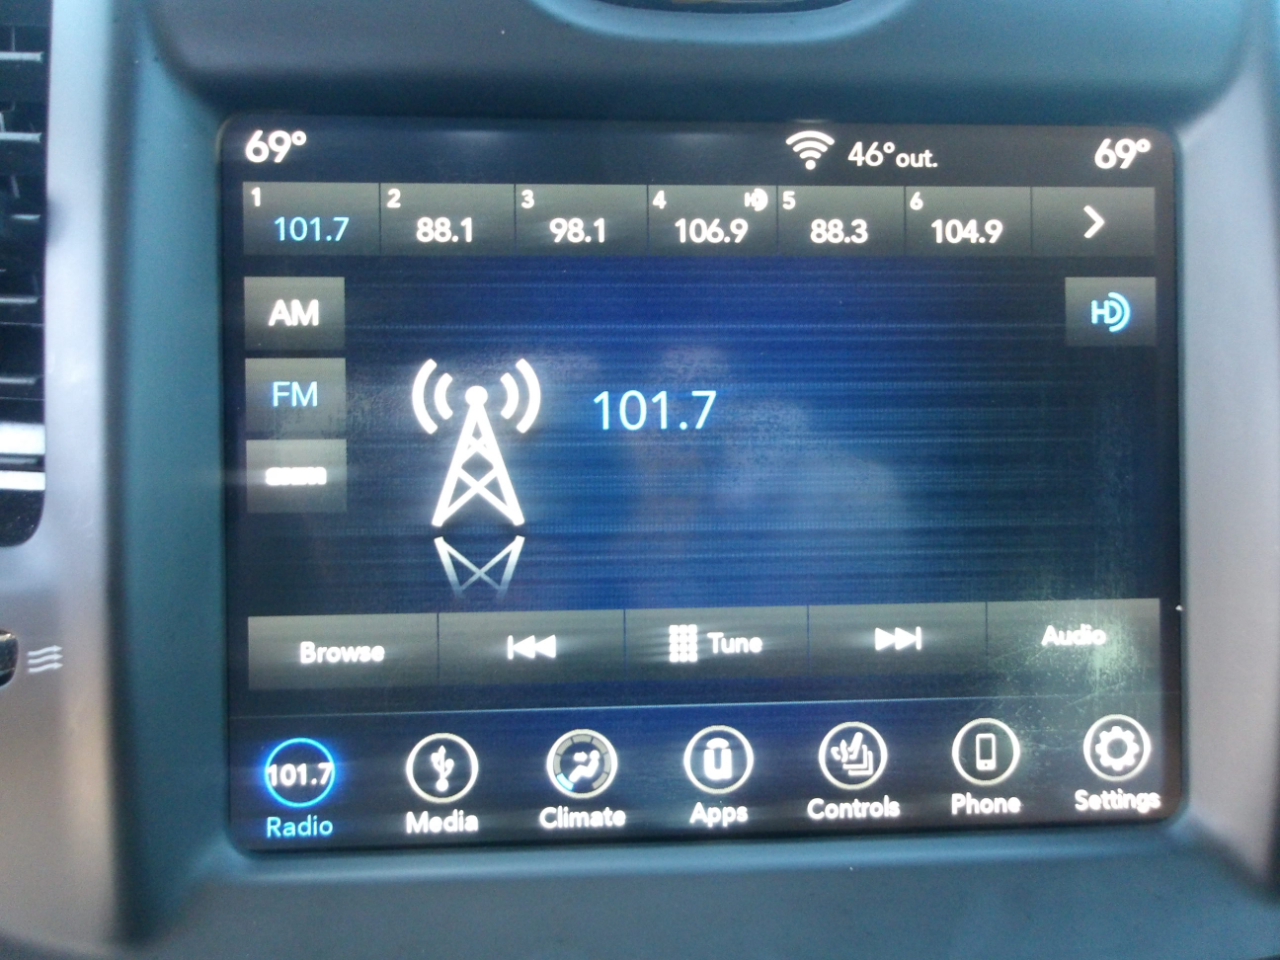 69° 46° out. 69°
1 2 3 4 HD 5 6
101.7 88.1 98.1 106.9 88.3 104.9
AM HD
FM
101.7
Browse Tune Audio
101.7 u
Radio Media Climate Apps Controls Phone Settings